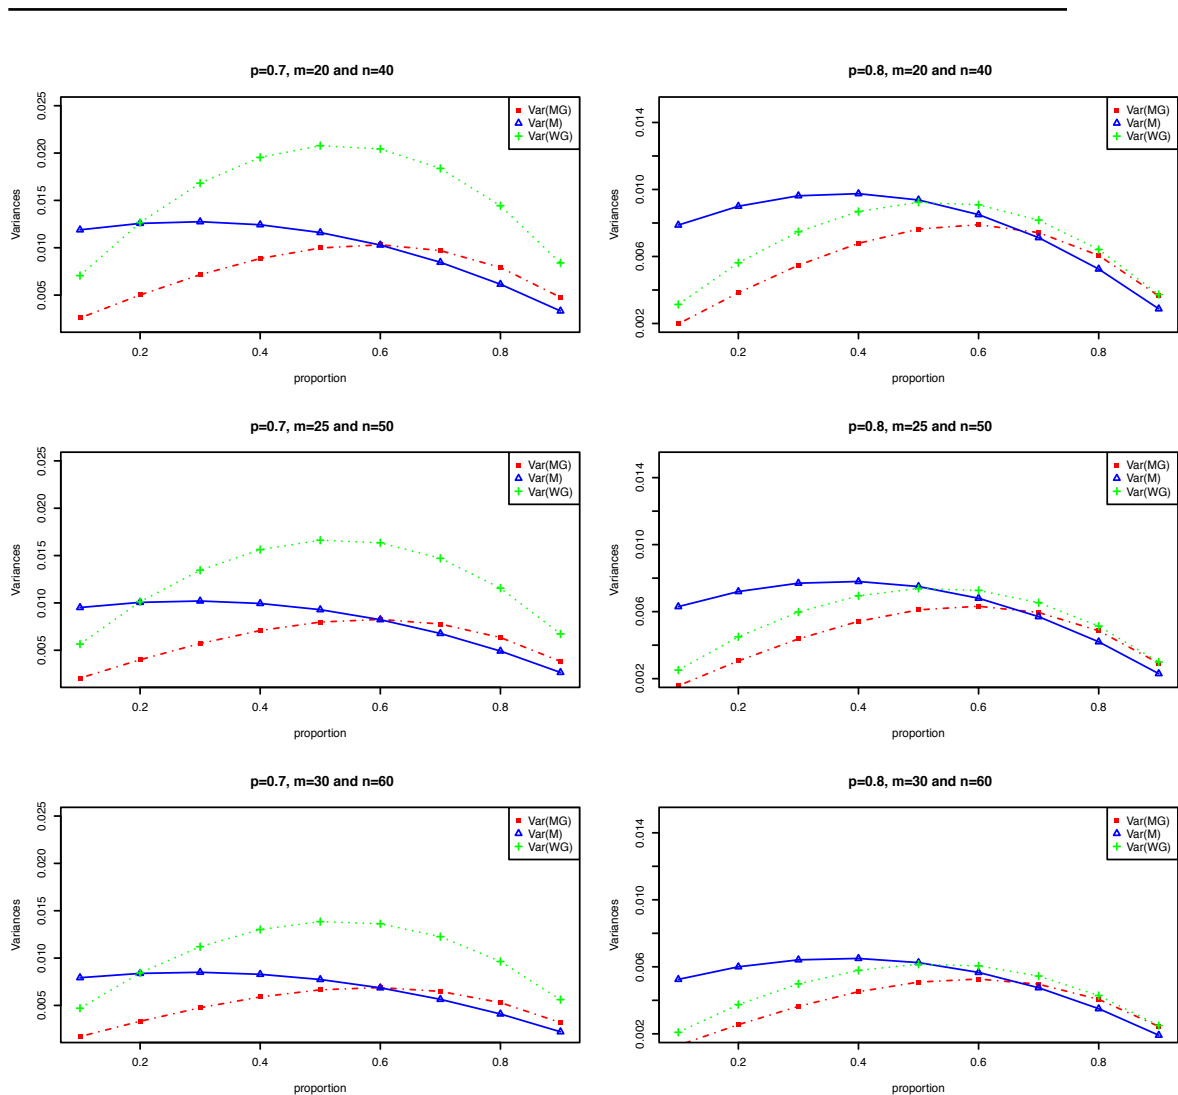 p=0.7, m=20 and n=40
Variances
0.025
0.020
0.015
0.010
0.005
Var(MG)
Var(M)
Var(WG)
0.2 0.4 0.6 0.8
proportion
p=0.8, m=20 and n=40
Variances
0.014
0.010
0.006
0.002
Var(MG)
Var(M)
Var(WG)
0.2 0.4 0.6 0.8
proportion
p=0.7, m=25 and n=50
Variances
0.025
0.020
0.015
0.010
0.005
Var(MG)
Var(M)
Var(WG)
0.2 0.4 0.6 0.8
proportion
p=0.8, m=25 and n=50
Variances
0.014
0.010
0.006
0.002
Var(MG)
Var(M)
Var(WG)
0.2 0.4 0.6 0.8
proportion
p=0.7, m=30 and n=60
Variances
0.025
0.020
0.015
0.010
0.005
Var(MG)
Var(M)
Var(WG)
0.2 0.4 0.6 0.8
proportion
p=0.8, m=30 and n=60
Variances
0.014
0.010
0.006
0.002
Var(MG)
Var(M)
Var(WG)
0.2 0.4 0.6 0.8
proportion